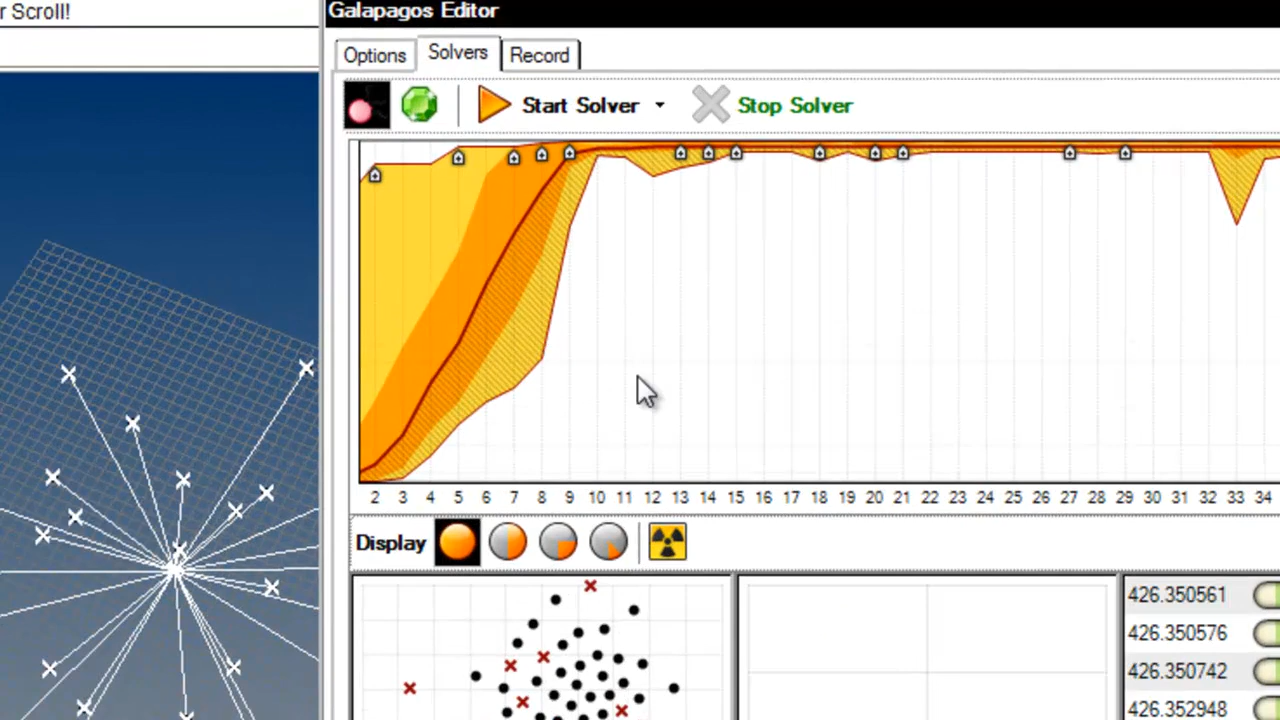 r Scroll!
Galapagos Editor
Options Solvers Record
Start Solver Stop Solver
2 3 4 5 6 7 8 9 10 11 12 13 14 15 16 17 18 19 20 21 22 23 24 25 26 27 28 29 30 31 32 33 34
Display
426.350561
426.350576
426.350742
426.352948